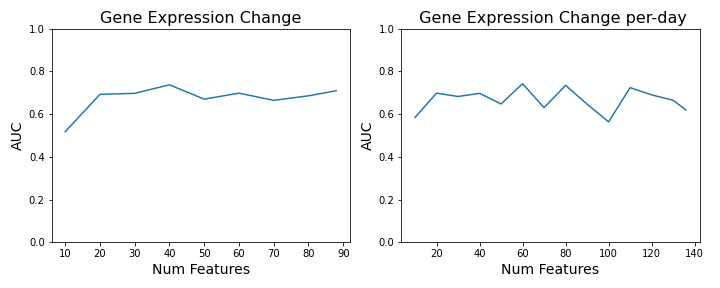 Gene Expression Change
AUC
1.0
0.8
0.6
0.4
0.2
0.0
10 20 30 40 50 60 70 80 90
Num Features
Gene Expression Change per-day
AUC
1.0
0.8
0.6
0.4
0.2
0.0
20 40 60 80 100 120 140
Num Features